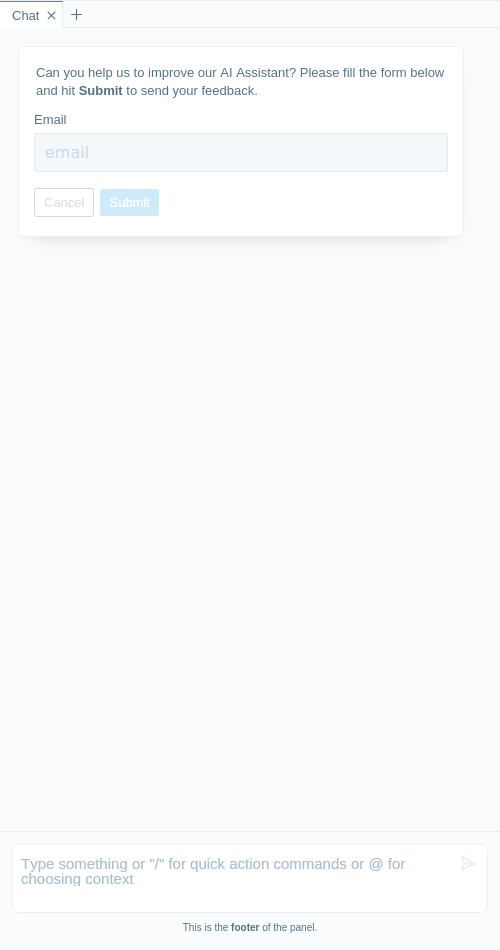 Chat
Can you help us to improve our AI Assistant? Please fill the form below
and hit Submit to send your feedback.
Email
email
Cancel Submit
Type something or "/" for quick action commands or @ for
choosing context
This is the footer of the panel.